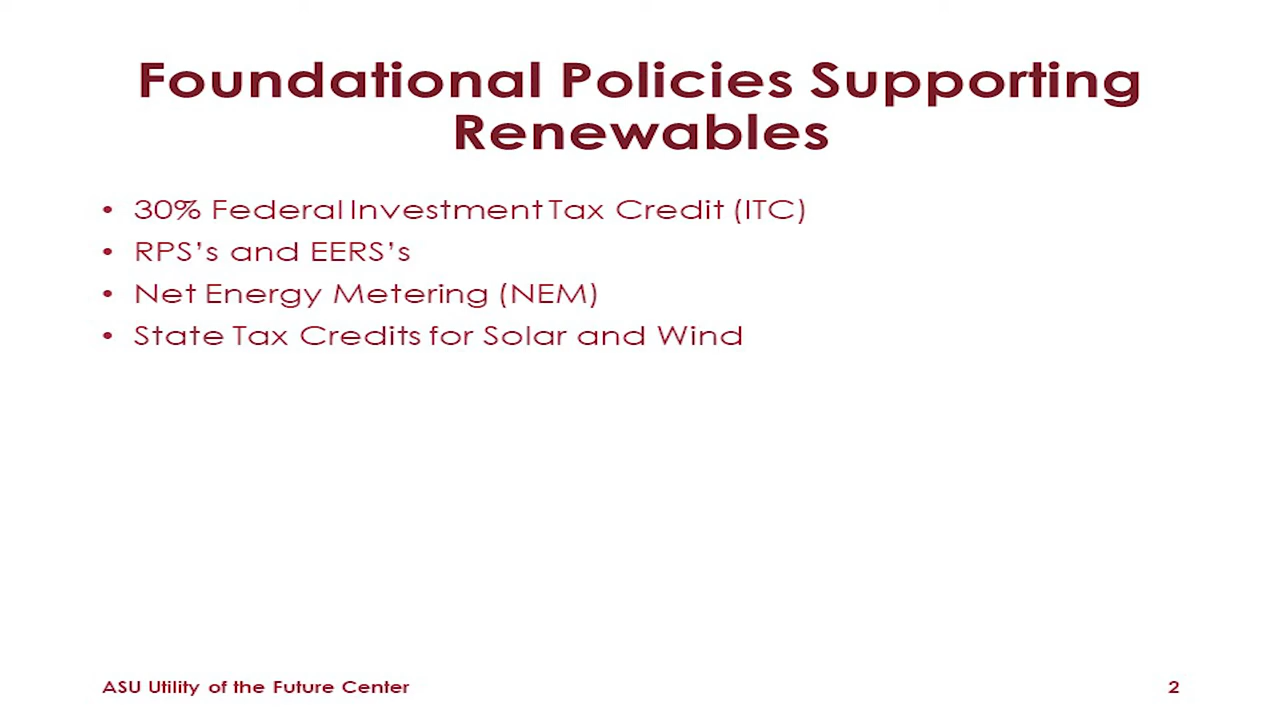 Foundational Policies Supporting
Renewables
• 30% Federal Investment Tax Credit (ITC)
• RPS’s and EERS’s
• Net Energy Metering (NEM)
• State Tax Credits for Solar and Wind
ASU Utility of the Future Center
2